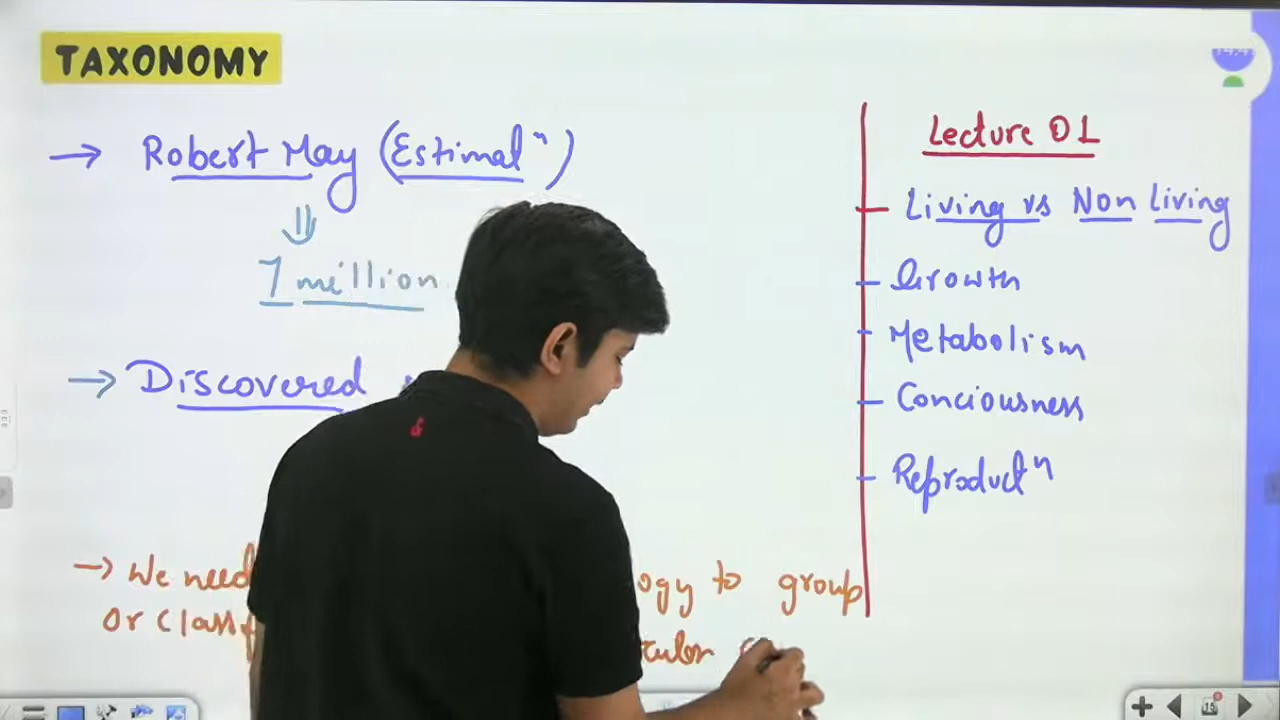 TAXONOMY
→ Robert May (Estimatⁿ)
⇓
7 million
→ Discovered
→ We need ogy to group
or
Lecture 01
Living vs Non Living
Growth
Metabolism
Conciousness
Reproductⁿ
15